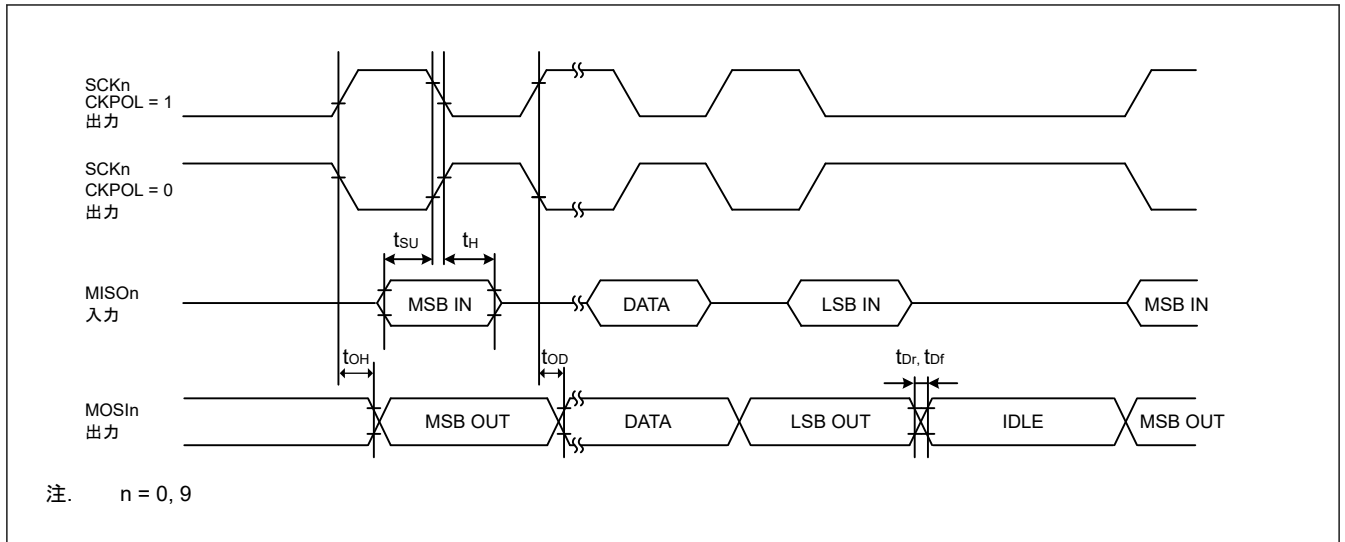 SCKn
CKPOL = 1
出力
SCKn
CKPOL = 0
出力
tSU
tH
MISOn
入力
MSB IN
DATA
LSB IN
MSB IN
tOH
tOD
tDr, tDf
MOSIn
出力
MSB OUT
DATA
LSB OUT
IDLE
MSB OUT
注. n = 0, 9